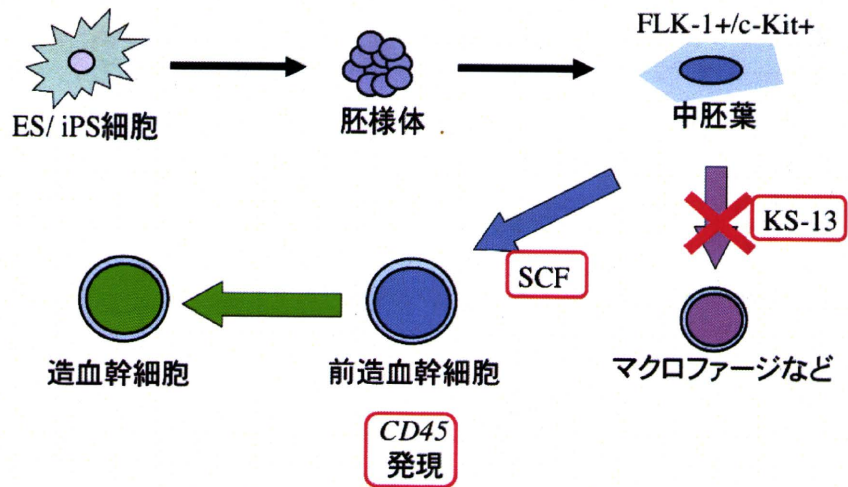 FLK-1+/c-Kit+
ES/ iPS細胞
胚様体
中胚葉
KS-13
SCF
造血幹細胞
前造血幹細胞
マクロファージなど
CD45
発現